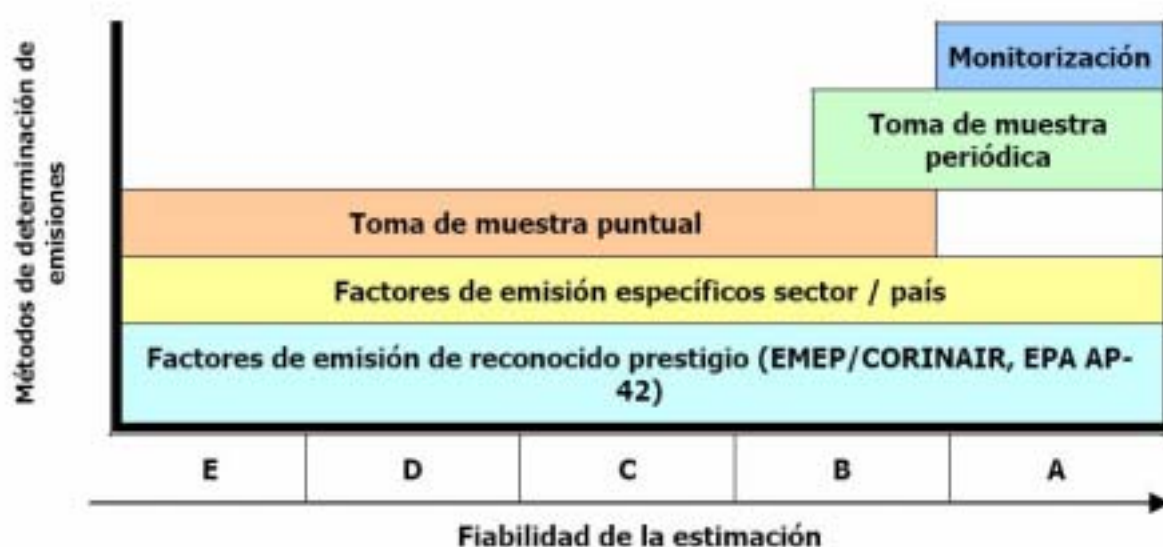 Métodos de determinación de
emisiones
Monitorización
Toma de muestra
periódica
Toma de muestra puntual
Factores de emisión específicos sector / país
Factores de emisión de reconocido prestigio (EMEP/CORINAIR, EPA AP-
42)
E D C B A
Fiabilidad de la estimación